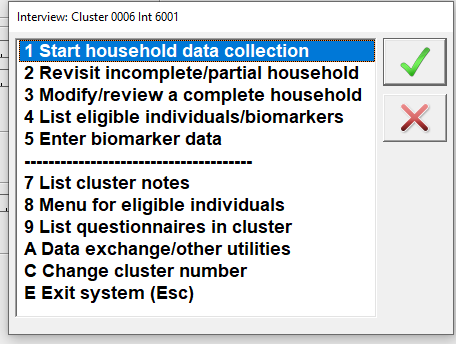 Interview: Cluster 0006 Int 6001
1 Start household data collection
2 Revisit incomplete/partial household
3 Modify/review a complete household
4 List eligible individuals/biomarkers
5 Enter biomarker data
--------------------------------------
7 List cluster notes
8 Menu for eligible individuals
9 List questionnaires in cluster
A Data exchange/other utilities
C Change cluster number
E Exit system (Esc)